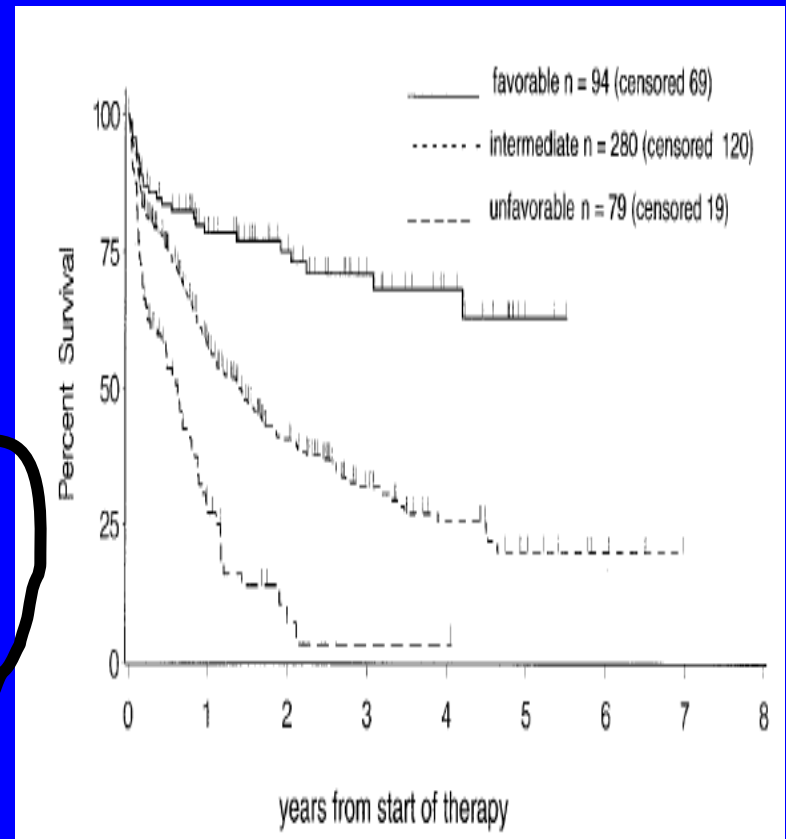 favorable n = 94 (censored 69)
intermediate n = 280 (censored 120)
unfavorable n = 79 (censored 19)
100
75
50
25
0
Percent Survival
0 1 2 3 4 5 6 7 8
years from start of therapy